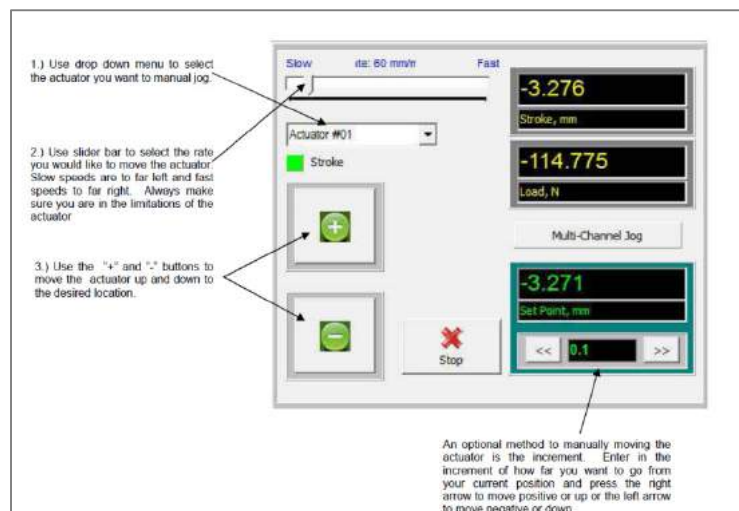 1.) Use drop down menu to select
the actuator you want to manual jog.
2.) Use slider bar to select the rate
you would like to move the actuator.
Slow speeds are to far left and fast
speeds to far right. Always make
sure you are in the limitations of the
actuator
3.) Use the "+" and "-" buttons to
move the actuator up and down to
the desired location.
Slow
60 mm/
Fast
Actuator #01
Stroke
Stop
-3.276
Stroke, mm
-114.775
Load, N
Multi-Channel Jog
-3.271
Set Point, mm
<< 0.1 >>
An optional method to manually moving the
actuator is the increment. Enter in the
increment of how far you want to go from
your current position and press the right
arrow to move positive or up or the left arrow
to move negative or down